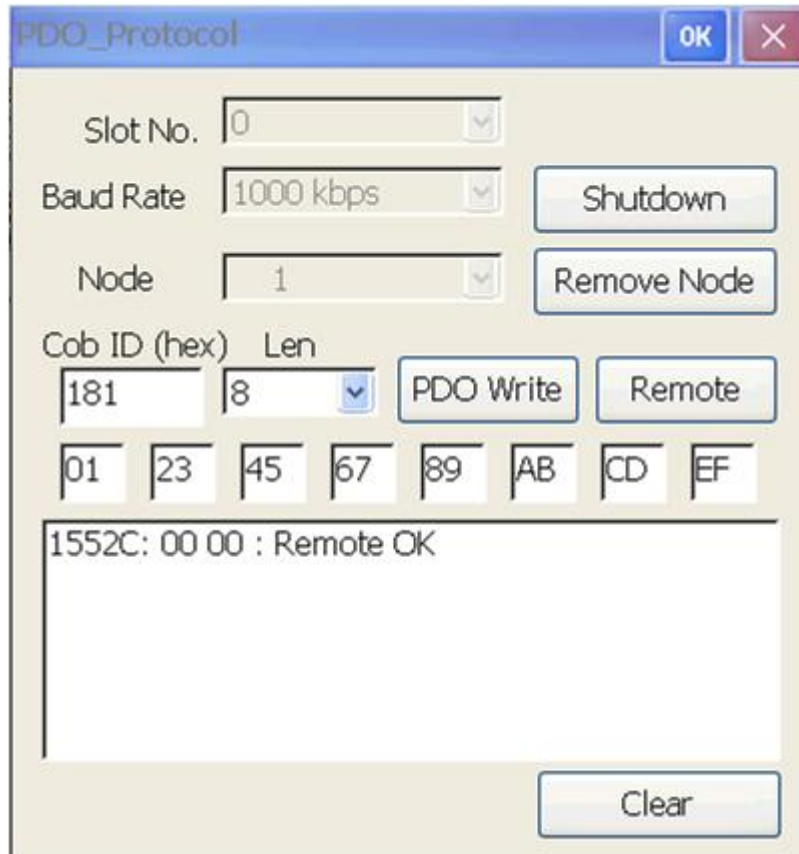 PDO_Protocol OK
Slot No. 0
Baud Rate 1000 kbps Shutdown
Node 1 Remove Node
Cob ID (hex) Len
181 8 PDO Write Remote
01 23 45 67 89 AB CD EF
1552C: 00 00 : Remote OK
Clear